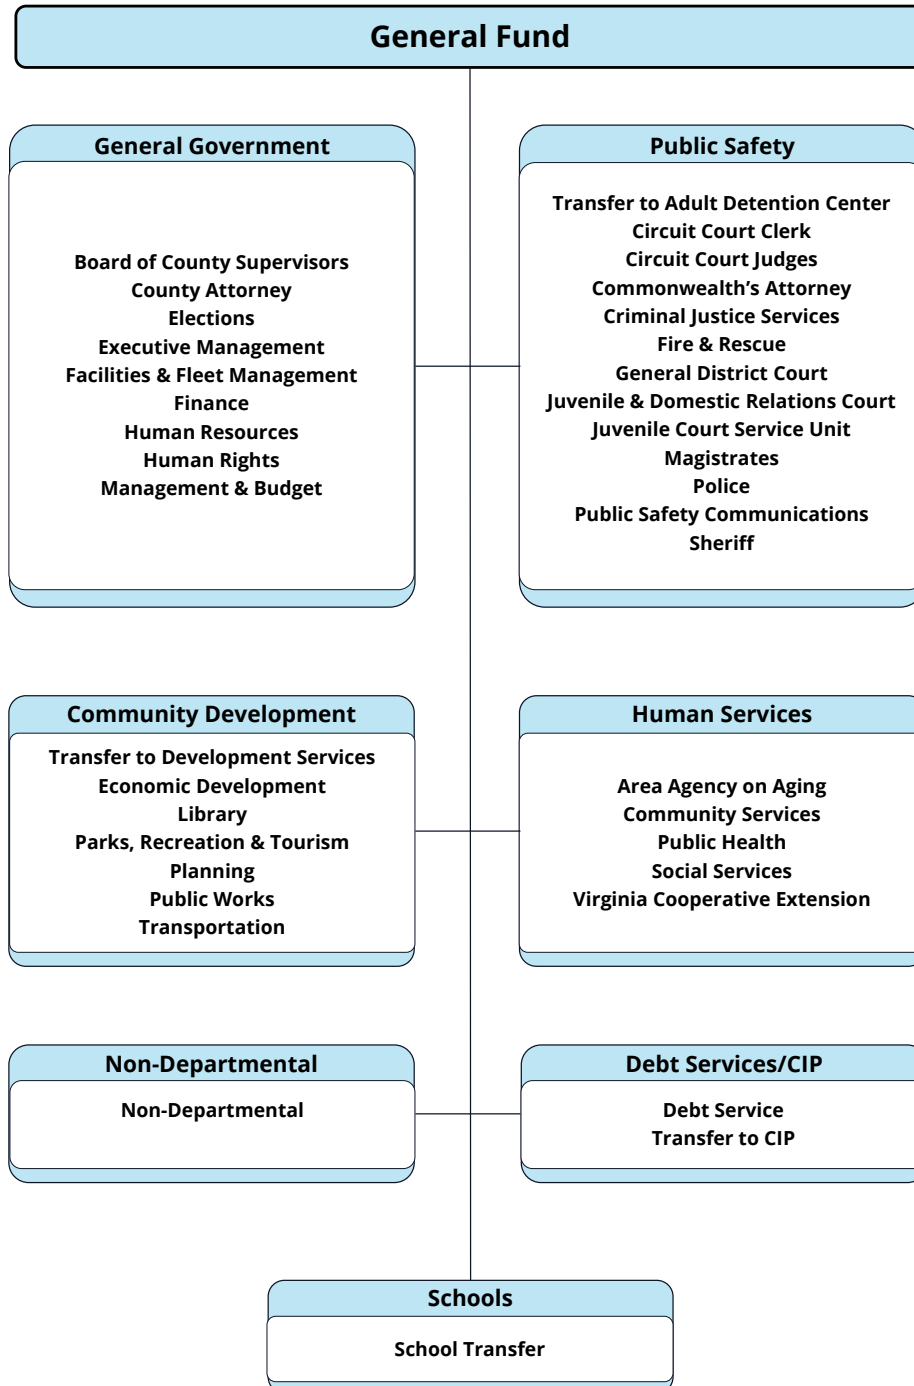 General Fund
General Government
Board of County Supervisors
County Attorney
Elections
Executive Management
Facilities & Fleet Management
Finance
Human Resources
Human Rights
Management & Budget
Public Safety
Transfer to Adult Detention Center
Circuit Court Clerk
Circuit Court Judges
Commonwealth’s Attorney
Criminal Justice Services
Fire & Rescue
General District Court
Juvenile & Domestic Relations Court
Juvenile Court Service Unit
Magistrates
Police
Public Safety Communications
Sheriff
Community Development
Transfer to Development Services
Economic Development
Library
Parks, Recreation & Tourism
Planning
Public Works
Transportation
Human Services
Area Agency on Aging
Community Services
Public Health
Social Services
Virginia Cooperative Extension
Non-Departmental
Non-Departmental
Debt Services/CIP
Debt Service
Transfer to CIP
Schools
School Transfer